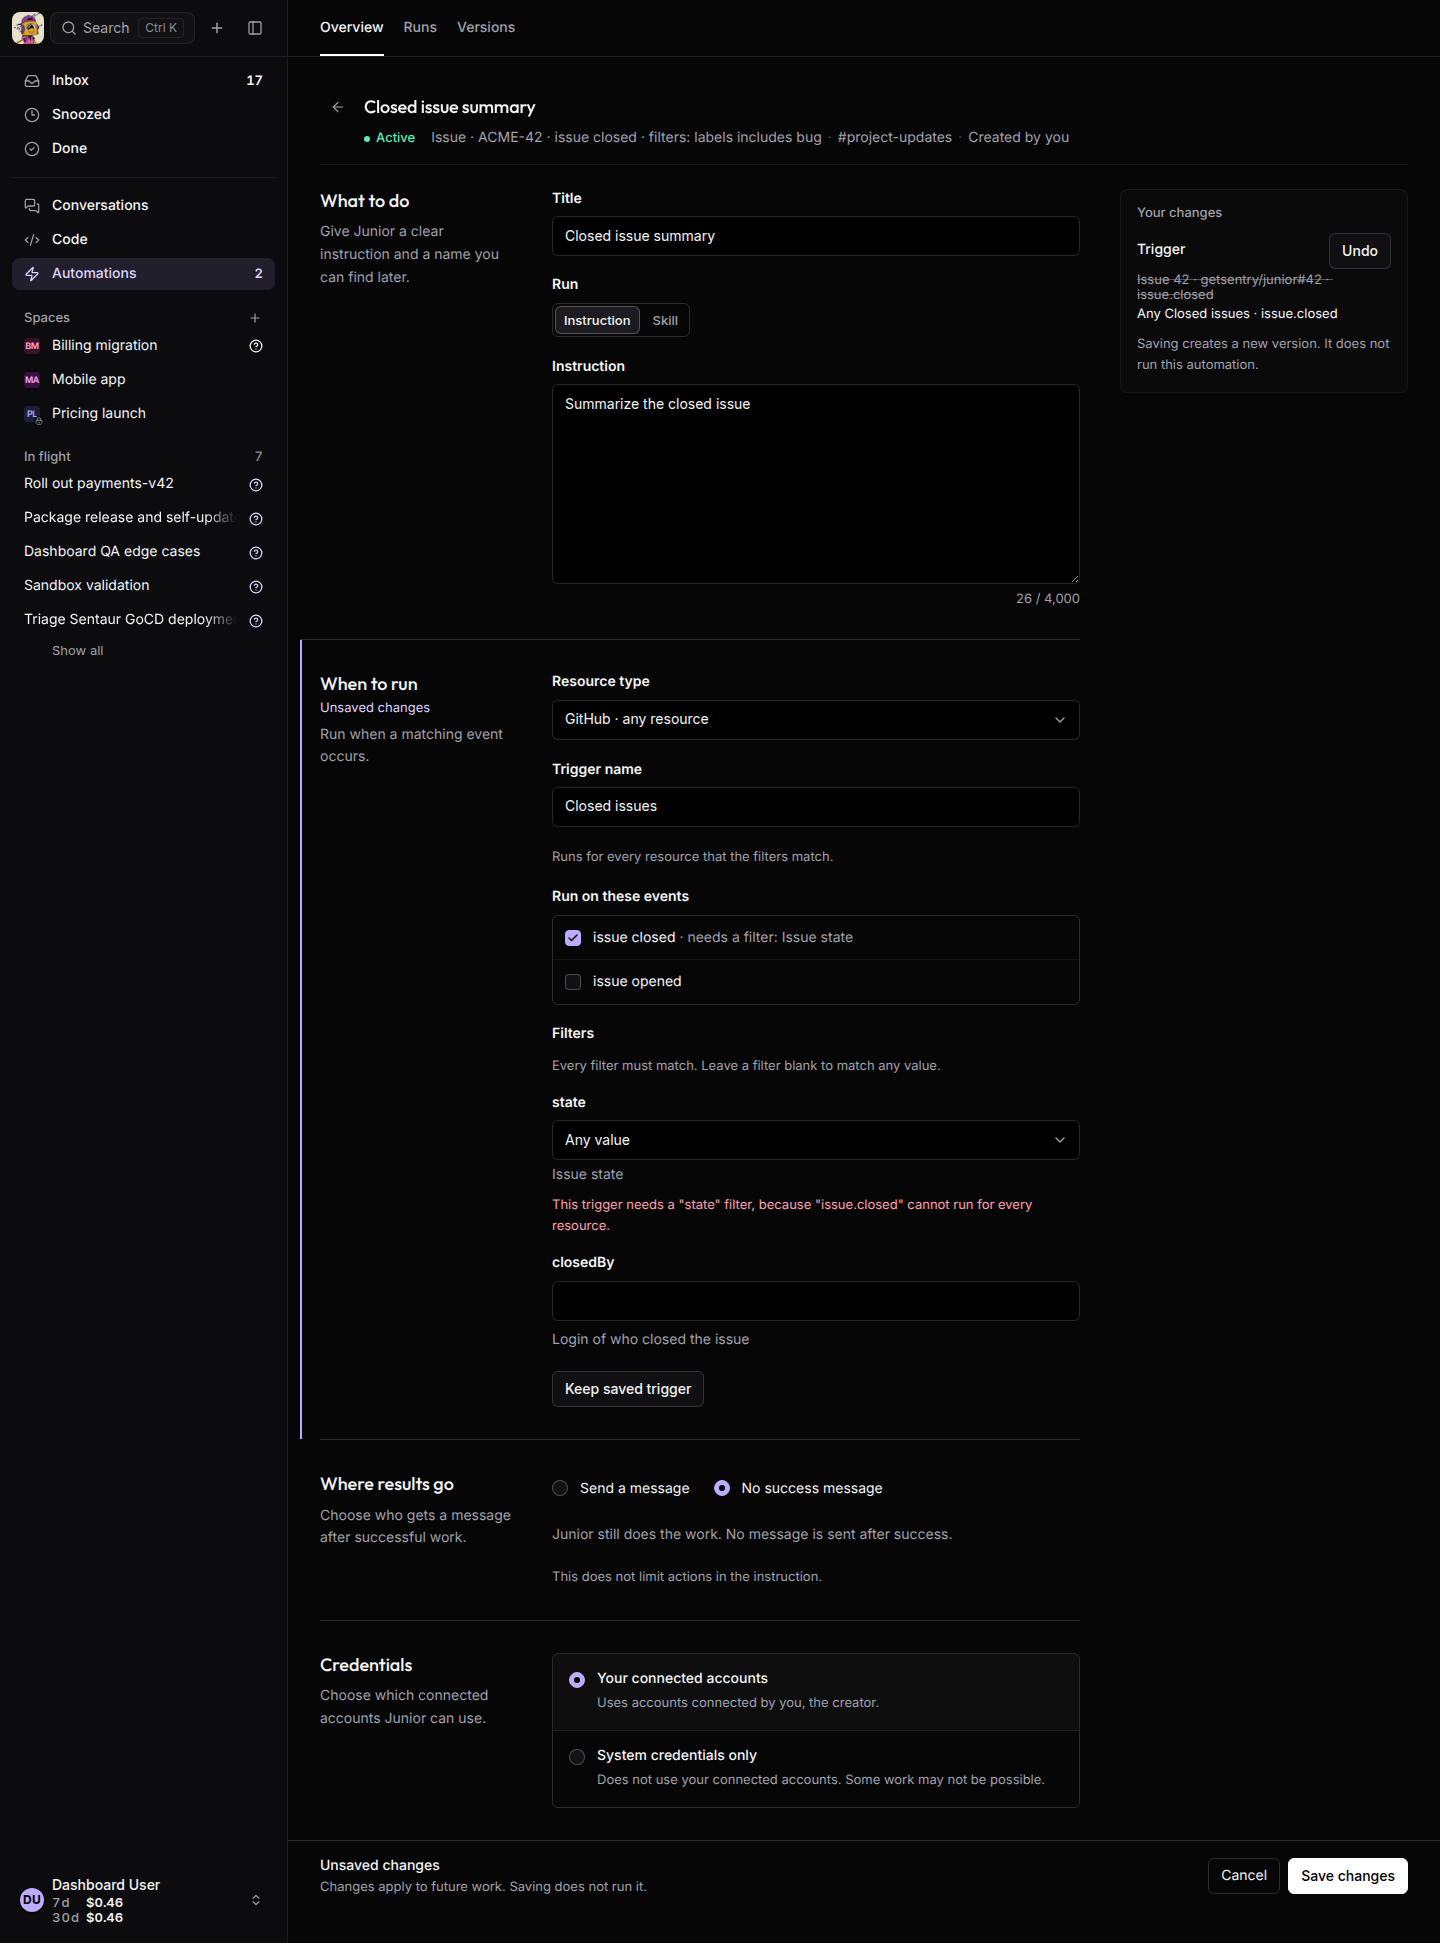 Search Ctrl K
Inbox 17
Snoozed
Done
Conversations
Code
Automations 2
Spaces
BM Billing migration
MA Mobile app
PL Pricing launch
In flight 7
Roll out payments-v42
Package release and self-updat
Dashboard QA edge cases
Sandbox validation
Triage Sentaur GoCD deployme
Show all
DU Dashboard User
7d $0.46
30d $0.46
Overview Runs Versions
Closed issue summary
Active Issue · ACME-42 · issue closed · filters: labels includes bug · #project-updates · Created by you
What to do
Give Junior a clear
instruction and a name you
can find later.
Title
Closed issue summary
Run
Instruction Skill
Instruction
Summarize the closed issue
26 / 4,000
Your changes
Trigger
Undo
Issue 42 · getsentry/junior#42 ·
issue.closed
Any Closed issues · issue.closed
Saving creates a new version. It does not
run this automation.
When to run
Unsaved changes
Run when a matching event
occurs.
Resource type
GitHub · any resource
Trigger name
Closed issues
Runs for every resource that the filters match.
Run on these events
issue closed · needs a filter: Issue state
issue opened
Filters
Every filter must match. Leave a filter blank to match any value.
state
Any value
Issue state
This trigger needs a "state" filter, because "issue.closed" cannot run for every
resource.
closedBy
Login of who closed the issue
Keep saved trigger
Where results go
Choose who gets a message
after successful work.
Send a message No success message
Junior still does the work. No message is sent after success.
This does not limit actions in the instruction.
Credentials
Choose which connected
accounts Junior can use.
Your connected accounts
Uses accounts connected by you, the creator.
System credentials only
Does not use your connected accounts. Some work may not be possible.
Unsaved changes
Changes apply to future work. Saving does not run it.
Cancel Save changes